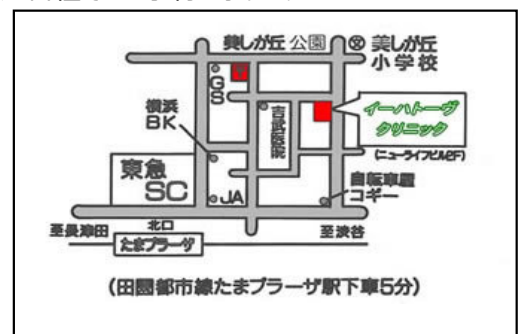 美しが丘 公園
美しが丘
小学校
GS
横浜
BK
吉武医院
イーハトーヴ
クリニック
(ニューライフビル2F)
東急
SC
JA
自転車屋
コギー
至長津田
北口
至渋谷
たまプラーザ
(田園都市線たまプラーザ駅下車5分)